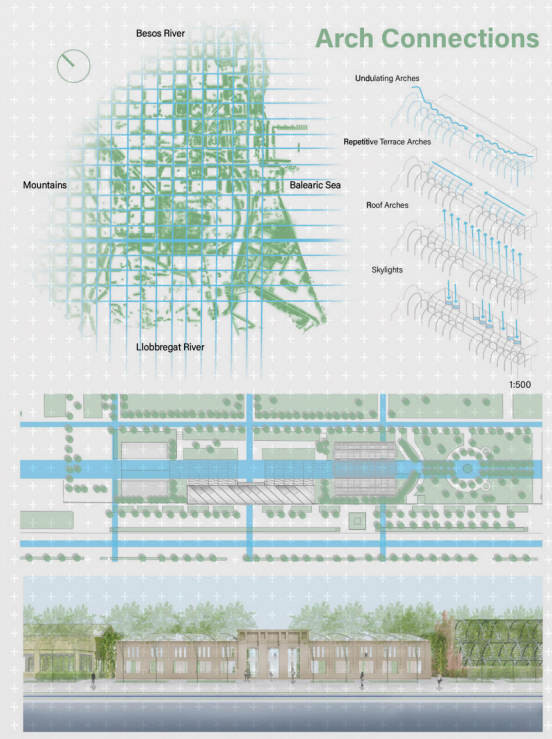 Besos River
Arch Connections
Undulating Arches
Repetitive Terrace Arches
Mountains
Balearic Sea
Roof Arches
Skylights
Llobbregat River
1:500